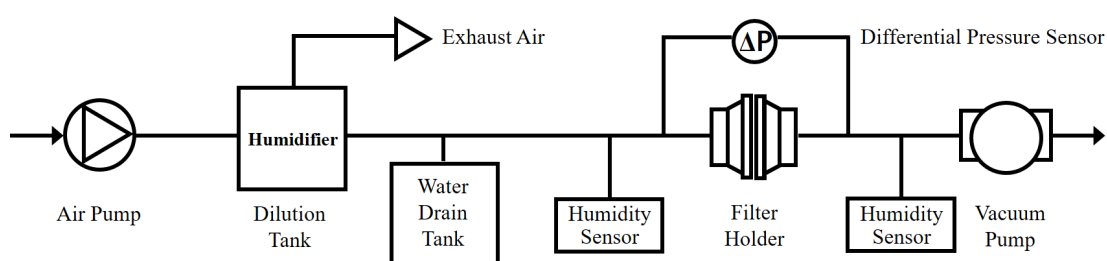 Exhaust Air
ΔP
Differential Pressure Sensor
Humidifier
Air Pump
Dilution
Tank
Water
Drain
Tank
Humidity
Sensor
Filter
Holder
Humidity
Sensor
Vacuum
Pump